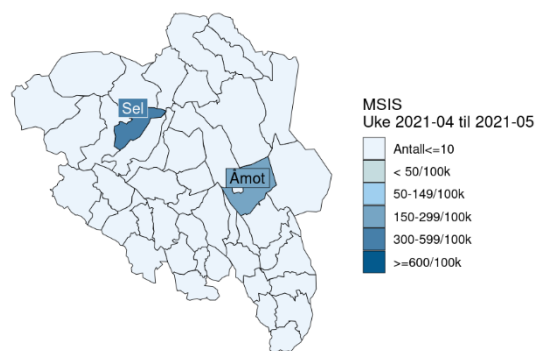 Sel
Åmot
MSIS
Uke 2021-04 til 2021-05
Antall<=10
< 50/100k
50-149/100k
150-299/100k
300-599/100k
>=600/100k